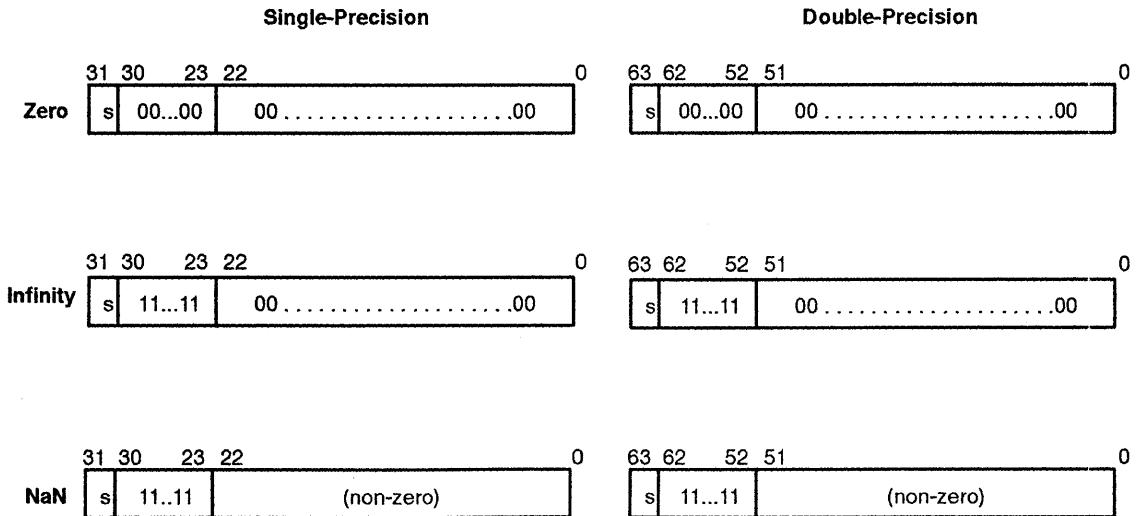 Single-Precision Double-Precision
31 30 23 22 0 63 62 52 51 0
Zero s 00...00 00 . . . . . . . . . . . . . . . . . . . .00 s 00...00 00 . . . . . . . . . . . . . . . . . . . .00
31 30 23 22 0 63 62 52 51 0
Infinity s 11...11 00 . . . . . . . . . . . . . . . . . . . .00 s 11...11 00 . . . . . . . . . . . . . . . . . . . .00
31 30 23 22 0 63 62 52 51 0
NaN s 11..11 (non-zero) s 11...11 (non-zero)